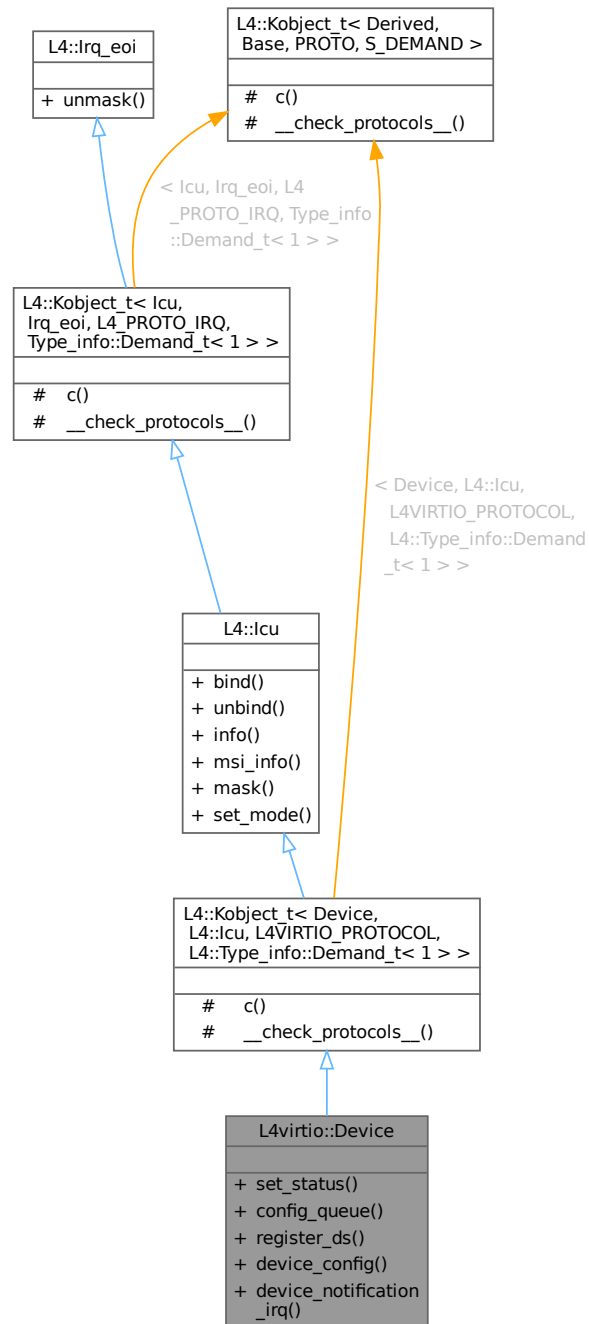 L4::Irq_eoi
+ unmask()
L4::Kobject_t< Derived,
Base, PROTO, S_DEMAND >
# c()
# __check_protocols__()
< Icu, Irq_eoi, L4
_PROTO_IRQ, Type_info
::Demand_t< 1 > >
L4::Kobject_t< Icu,
Irq_eoi, L4_PROTO_IRQ,
Type_info::Demand_t< 1 > >
# c()
# __check_protocols__()
< Device, L4::Icu,
L4VIRTIO_PROTOCOL,
L4::Type_info::Demand
_t< 1 > >
L4::Icu
+ bind()
+ unbind()
+ info()
+ msi_info()
+ mask()
+ set_mode()
L4::Kobject_t< Device,
L4::Icu, L4VIRTIO_PROTOCOL,
L4::Type_info::Demand_t< 1 > >
# c()
# __check_protocols__()
L4virtio::Device
+ set_status()
+ config_queue()
+ register_ds()
+ device_config()
+ device_notification
_irq()